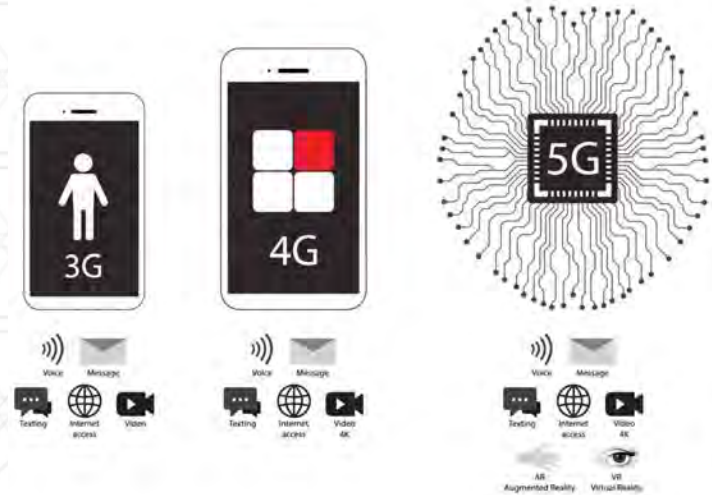 3G
4G
5G
Voice Message
Texting Internet access Video
Voice Message
Texting Internet access Video 4K
Voice Message
Texting Internet access Video 4K
AR Augmented Reality VR Virtual Reality